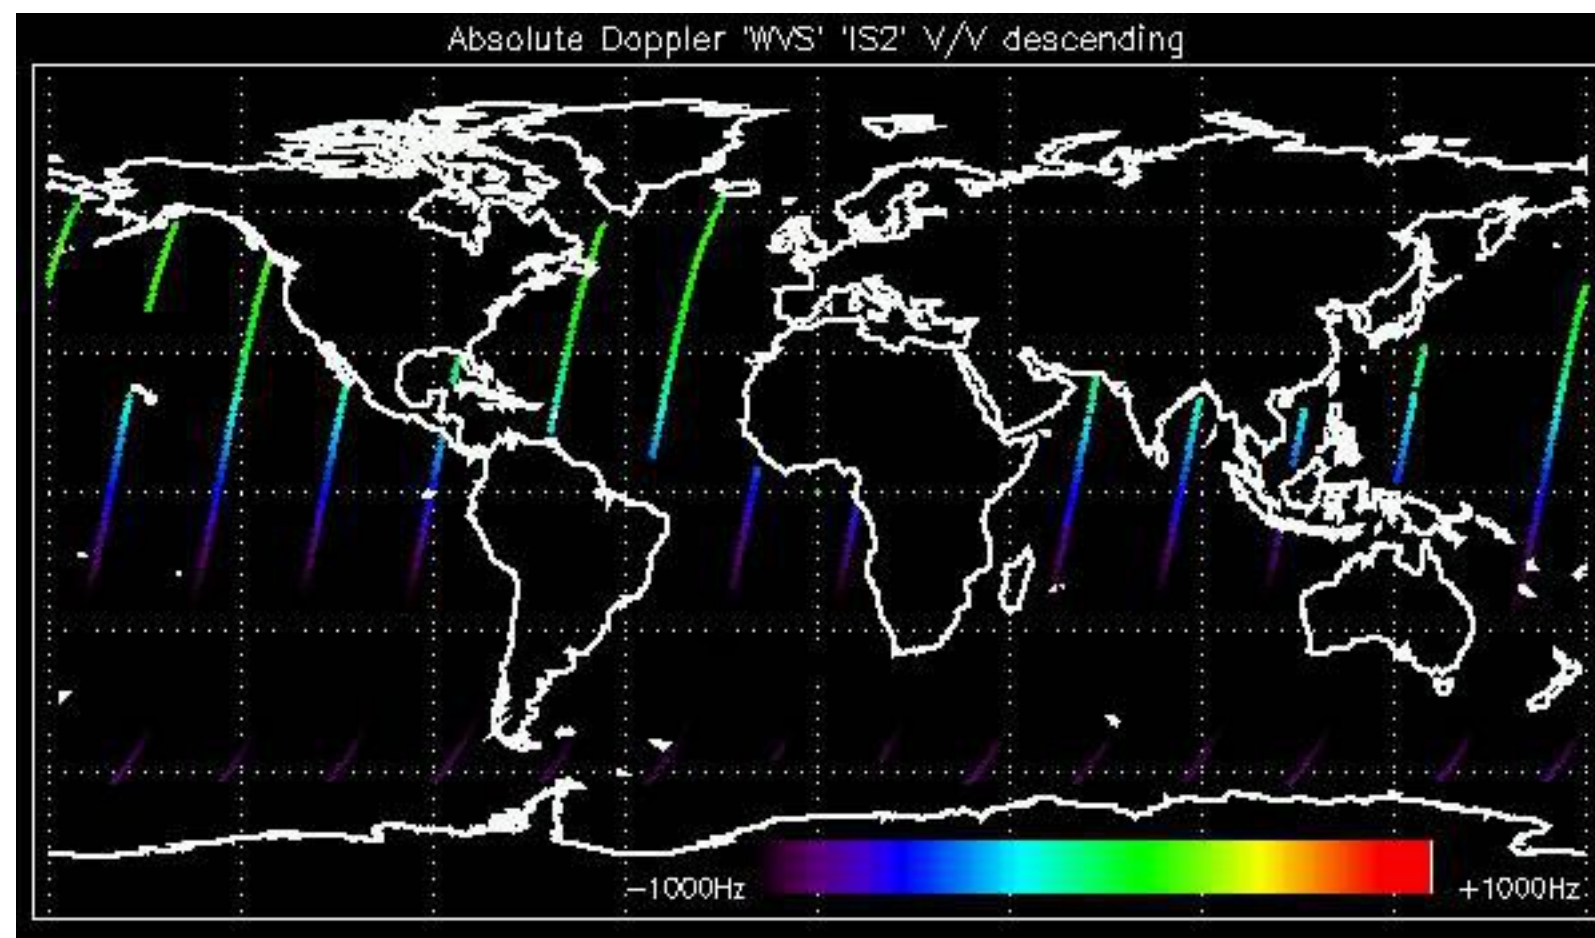 Absolute Doppler 'WVS' 'IS2' V/V descending
-1000Hz +1000Hz